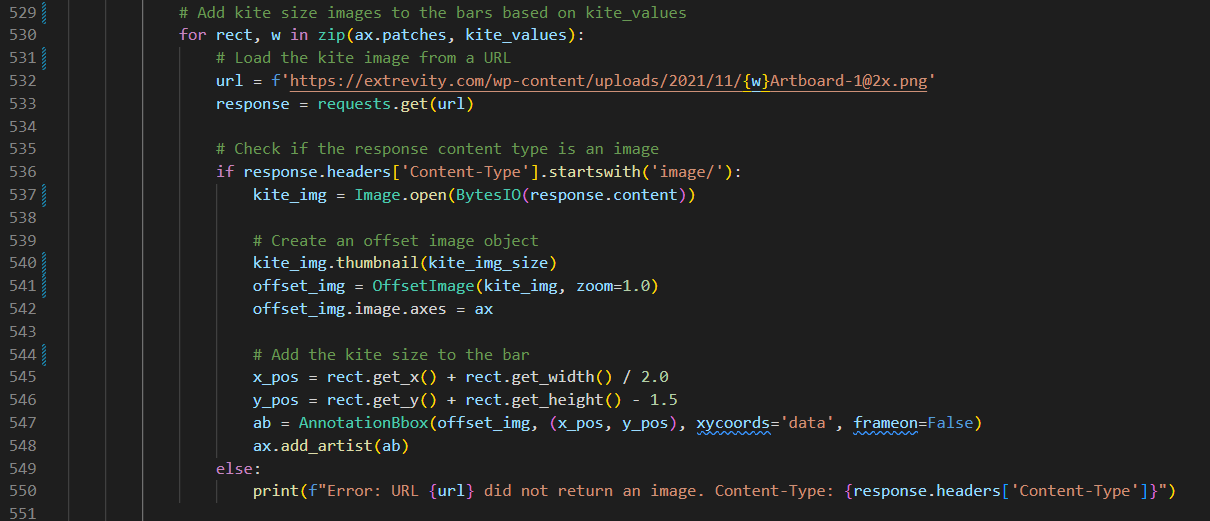 529 # Add kite size images to the bars based on kite_values
530 for rect, w in zip(ax.patches, kite_values):
531 # Load the kite image from a URL
532 url = f'https://extrevity.com/wp-content/uploads/2021/11/{w}Artboard-1@2x.png'
533 response = requests.get(url)
534
535 # Check if the response content type is an image
536 if response.headers['Content-Type'].startswith('image/'):
537 kite_img = Image.open(BytesIO(response.content))
538
539 # Create an offset image object
540 kite_img.thumbnail(kite_img_size)
541 offset_img = OffsetImage(kite_img, zoom=1.0)
542 offset_img.image.axes = ax
543
544 # Add the kite size to the bar
545 x_pos = rect.get_x() + rect.get_width() / 2.0
546 y_pos = rect.get_y() + rect.get_height() - 1.5
547 ab = AnnotationBbox(offset_img, (x_pos, y_pos), xycoords='data', frameon=False)
548 ax.add_artist(ab)
549 else:
550 print(f"Error: URL {url} did not return an image. Content-Type: {response.headers['Content-Type']}")
551